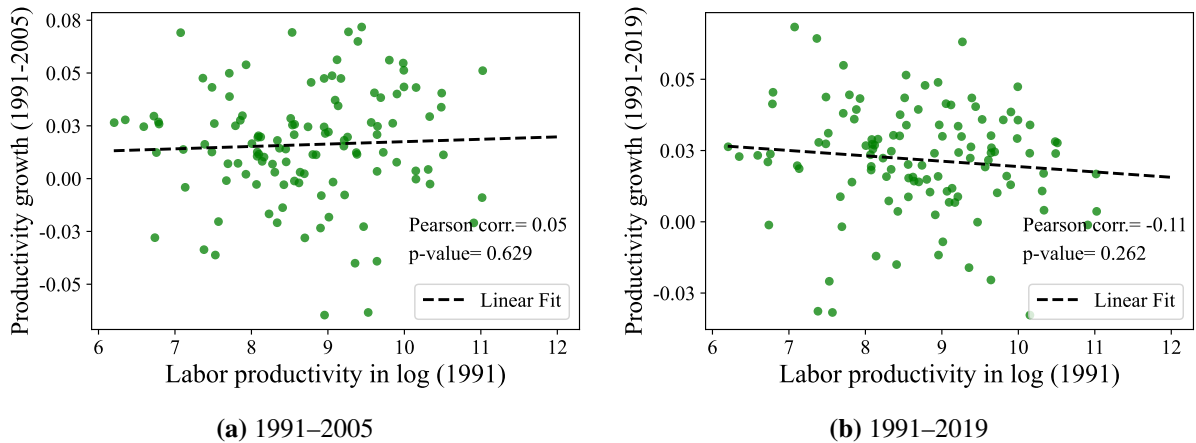 Productivity growth (1991-2005)
0.08
0.05
0.03
0.00
-0.03
-0.05
Pearson corr.= 0.05
p-value= 0.629
Linear Fit
6 7 8 9 10 11 12
Labor productivity in log (1991)
(a) 1991–2005
Productivity growth (1991-2019)
0.05
0.03
0.00
-0.03
Pearson corr.= -0.11
p-value= 0.262
Linear Fit
6 7 8 9 10 11 12
Labor productivity in log (1991)
(b) 1991–2019